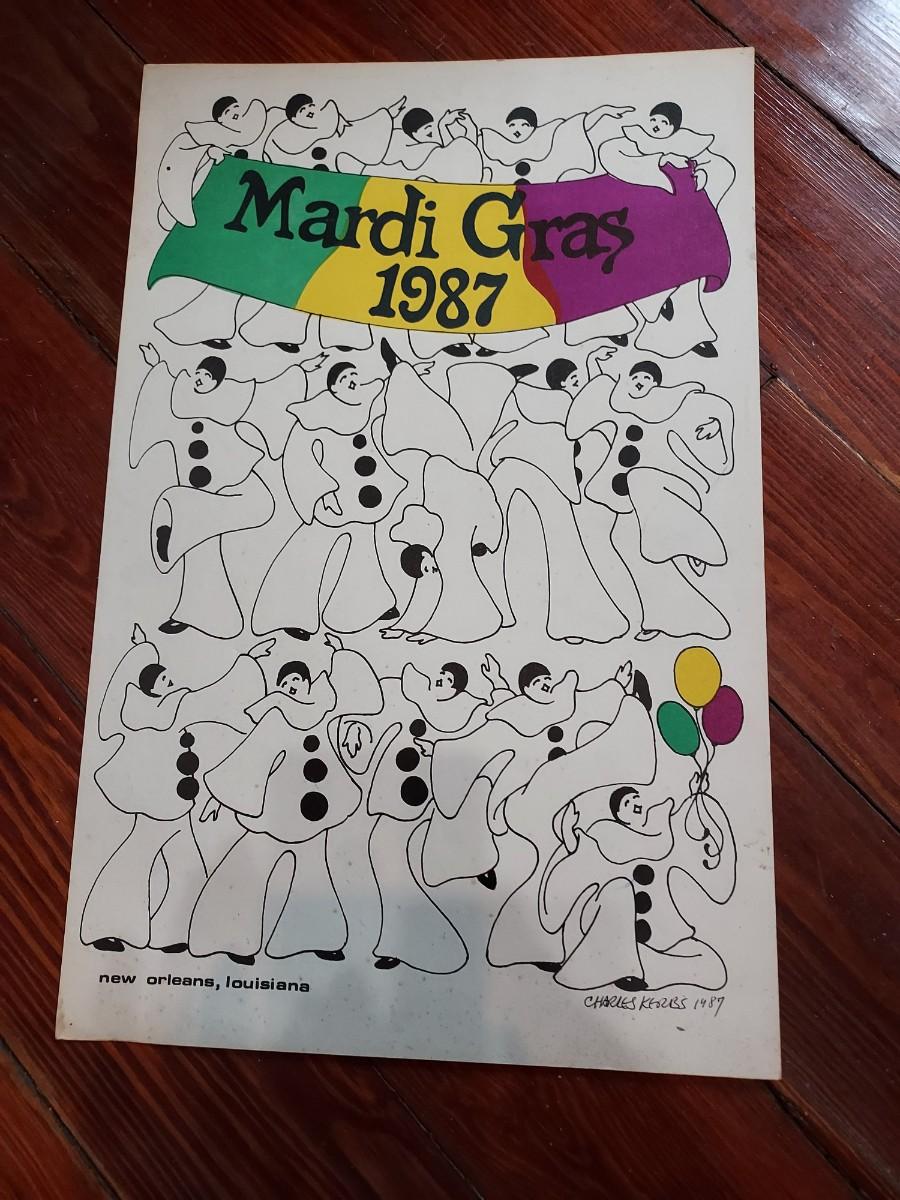 Mardi Gras
1987
new orleans, louisiana
CHARLES KERBS 1987